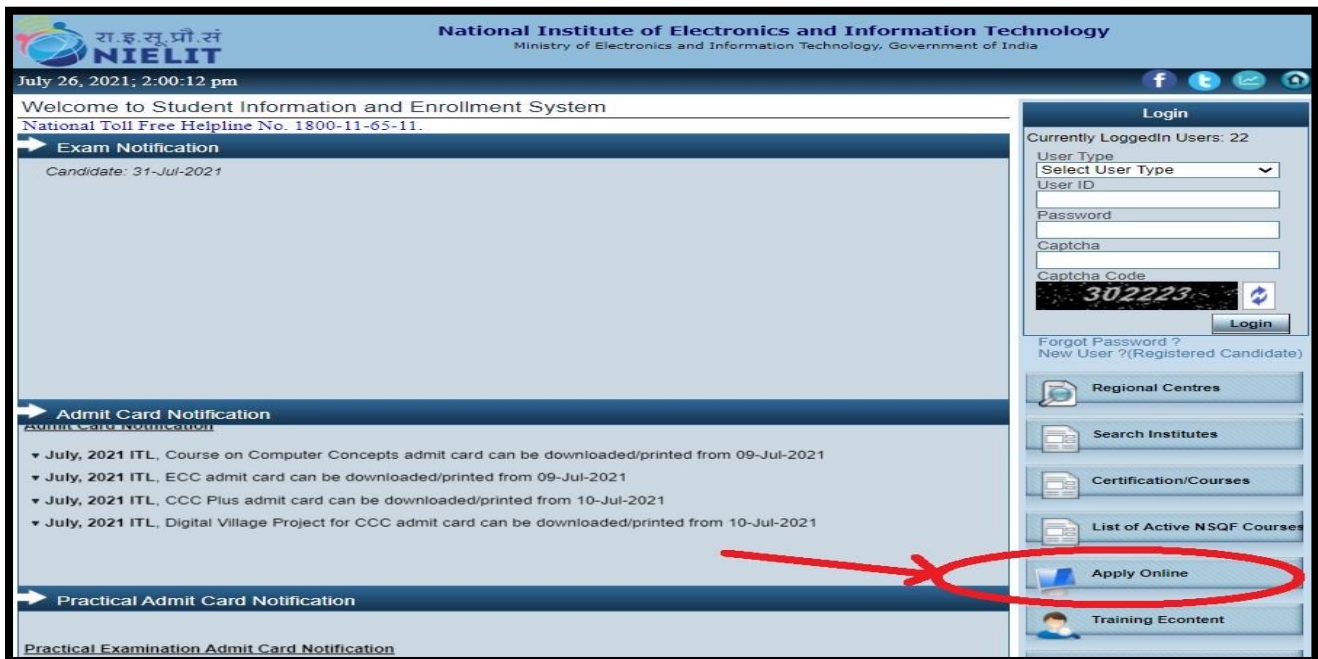 रा.इ.सू.प्रौ.सं
NIELIT
National Institute of Electronics and Information Technology
Ministry of Electronics and Information Technology, Government of India
July 26, 2021; 2:00:12 pm
Welcome to Student Information and Enrollment System
National Toll Free Helpline No. 1800-11-65-11.
Exam Notification
Candidate: 31-Jul-2021
Admit Card Notification
Admit Card Notification
July, 2021 ITL, Course on Computer Concepts admit card can be downloaded/printed from 09-Jul-2021
July, 2021 ITL, ECC admit card can be downloaded/printed from 09-Jul-2021
July, 2021 ITL, CCC Plus admit card can be downloaded/printed from 10-Jul-2021
July, 2021 ITL, Digital Village Project for CCC admit card can be downloaded/printed from 10-Jul-2021
Practical Admit Card Notification
Practical Examination Admit Card Notification
Login
Currently LoggedIn Users: 22
User Type
Select User Type
User ID
Password
Captcha
Captcha Code
302223
Login
Forgot Password ?
New User ?(Registered Candidate)
Regional Centres
Search Institutes
Certification/Courses
List of Active NSQF Courses
Apply Online
Training Econtent